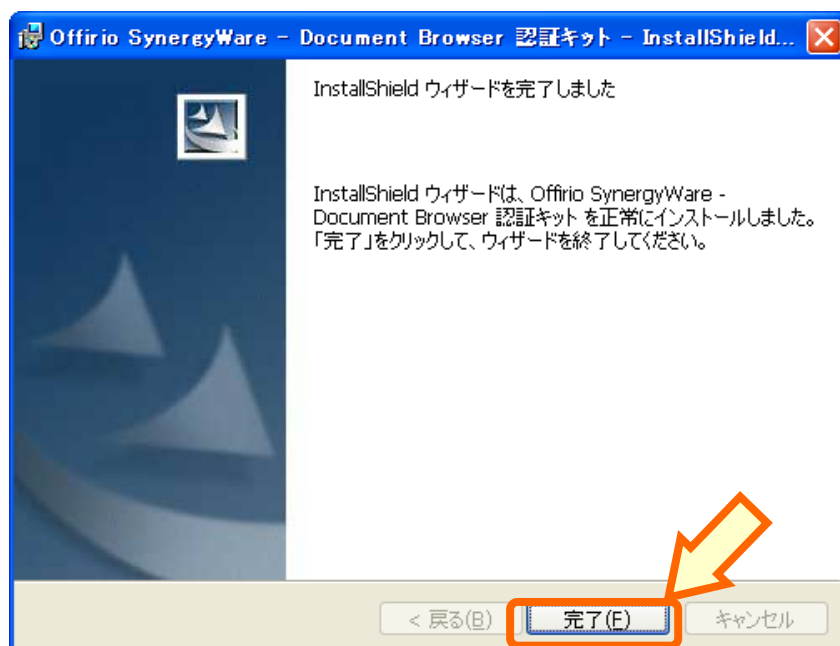 Offirio SynergyWare - Document Browser 認証キット - InstallShield...
InstallShield ウィザードを完了しました
InstallShield ウィザードは、Offirio SynergyWare -
Document Browser 認証キット を正常にインストールしました。
「完了」をクリックして、ウィザードを終了してください。
< 戻る(B)
完了(F)
キャンセル